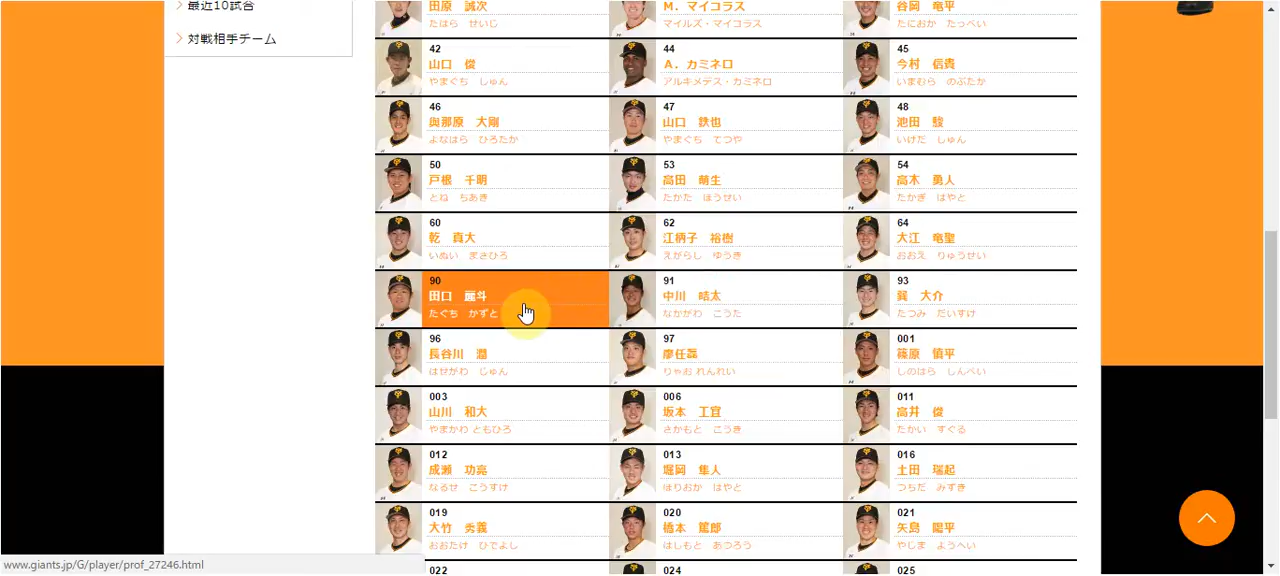 最近10試合
対戦相手チーム
田原 誠次
たはら せいじ
M. マイコラス
マイルズ・マイコラス
谷岡 竜平
たにおか たっぺい
42
山口 俊
やまぐち しゅん
44
A. カミネロ
アルキメデス・カミネロ
45
今村 信貴
いまむら のぶたか
46
與那原 大剛
よなはら ひろたか
47
山口 鉄也
やまぐち てつや
48
池田 駿
いけだ しゅん
50
戸根 千明
とね ちあき
53
高田 萌生
たかた ほうせい
54
高木 勇人
たかぎ はやと
60
乾 真大
いぬい まさひろ
62
江柄子 裕樹
えがらし ゆうき
64
大江 竜聖
おおえ りゅうせい
90
田口 麗斗
たぐち かずと
91
中川 皓太
なかがわ こうた
93
巽 大介
たつみ だいすけ
96
長谷川 潤
はせがわ じゅん
97
廖任磊
りゃお れんれい
001
篠原 慎平
しのはら しんぺい
003
山川 和大
やまかわ ともひろ
006
坂本 工宜
さかもと こうき
011
高井 俊
たかい すぐる
012
成瀬 功亮
なるせ こうすけ
013
堀岡 隼人
ほりおか はやと
016
土田 瑞起
つちだ みずき
019
大竹 秀義
おおたけ ひでよし
020
橋本 篤郎
はしもと あつろう
021
矢島 陽平
やじま ようへい
022
024
025
www.giants.jp/G/player/prof_27246.html